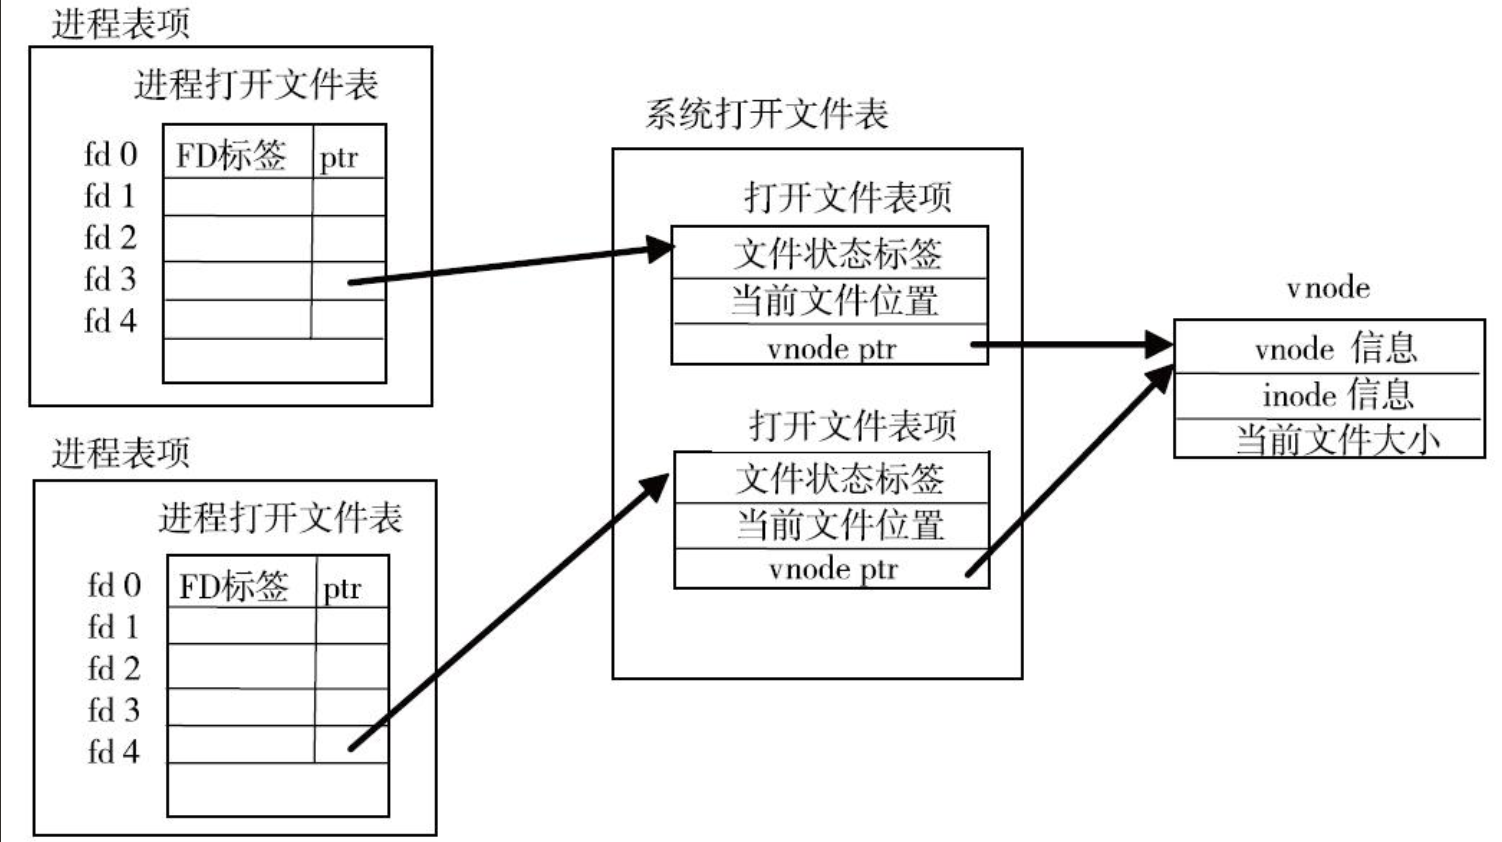 进程表项
进程打开文件表
fd 0 FD标签 ptr
fd 1
fd 2
fd 3
fd 4
进程表项
进程打开文件表
fd 0 FD标签 ptr
fd 1
fd 2
fd 3
fd 4
系统打开文件表
打开文件表项
文件状态标签
当前文件位置
vnode ptr
打开文件表项
文件状态标签
当前文件位置
vnode ptr
vnode
vnode 信息
inode 信息
当前文件大小